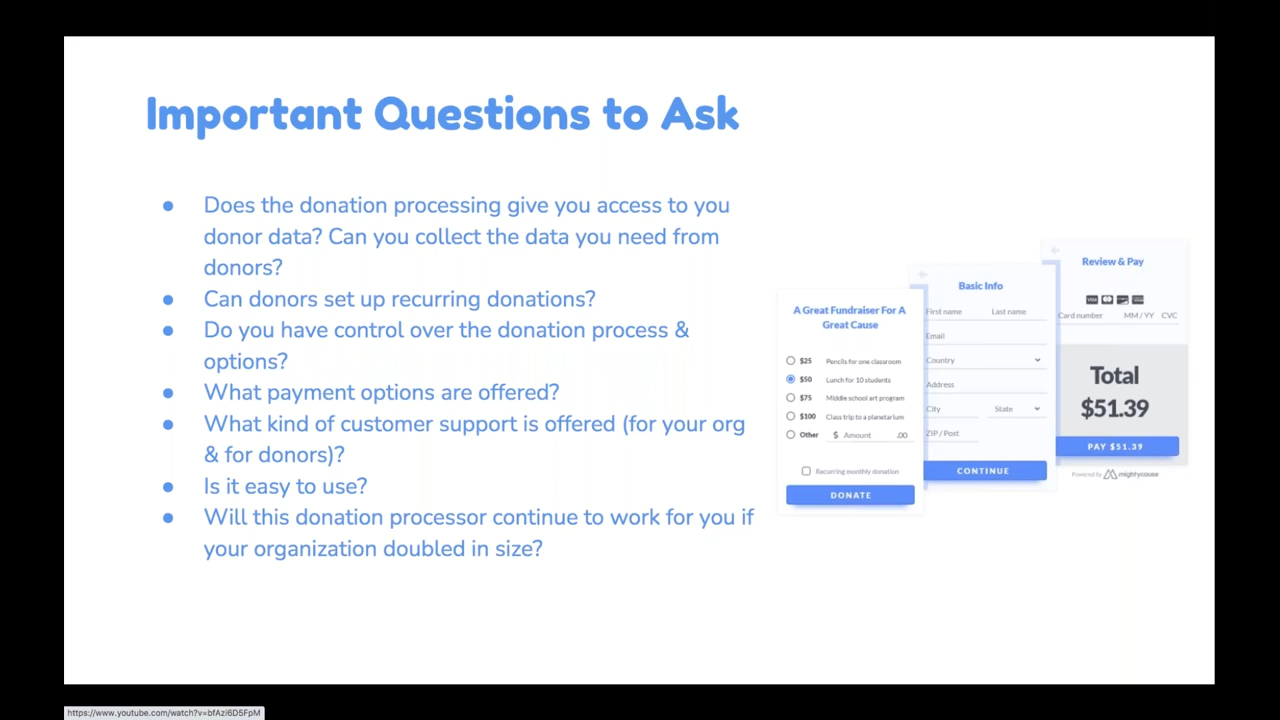 Important Questions to Ask
● Does the donation processing give you access to you
donor data? Can you collect the data you need from
donors?
● Can donors set up recurring donations?
● Do you have control over the donation process &
options?
● What payment options are offered?
● What kind of customer support is offered (for your org
& for donors)?
● Is it easy to use?
● Will this donation processor continue to work for you if
your organization doubled in size?
A Great Fundraiser For A
Great Cause
$25 Pencils for one classroom
$50 Lunch for 10 students
$75 Middle school art program
$100 Class trip to a planetarium
Other $ Amount .00
Recurring monthly donation
DONATE
Basic Info
First name Last name
Email
Country
Address
City State
ZIP / Post
CONTINUE
Review & Pay
VISA
Card number MM / YY CVC
Total
$51.39
PAY $51.39
Powered by mightycause
https://www.youtube.com/watch?v=bfAzi6D5FpM